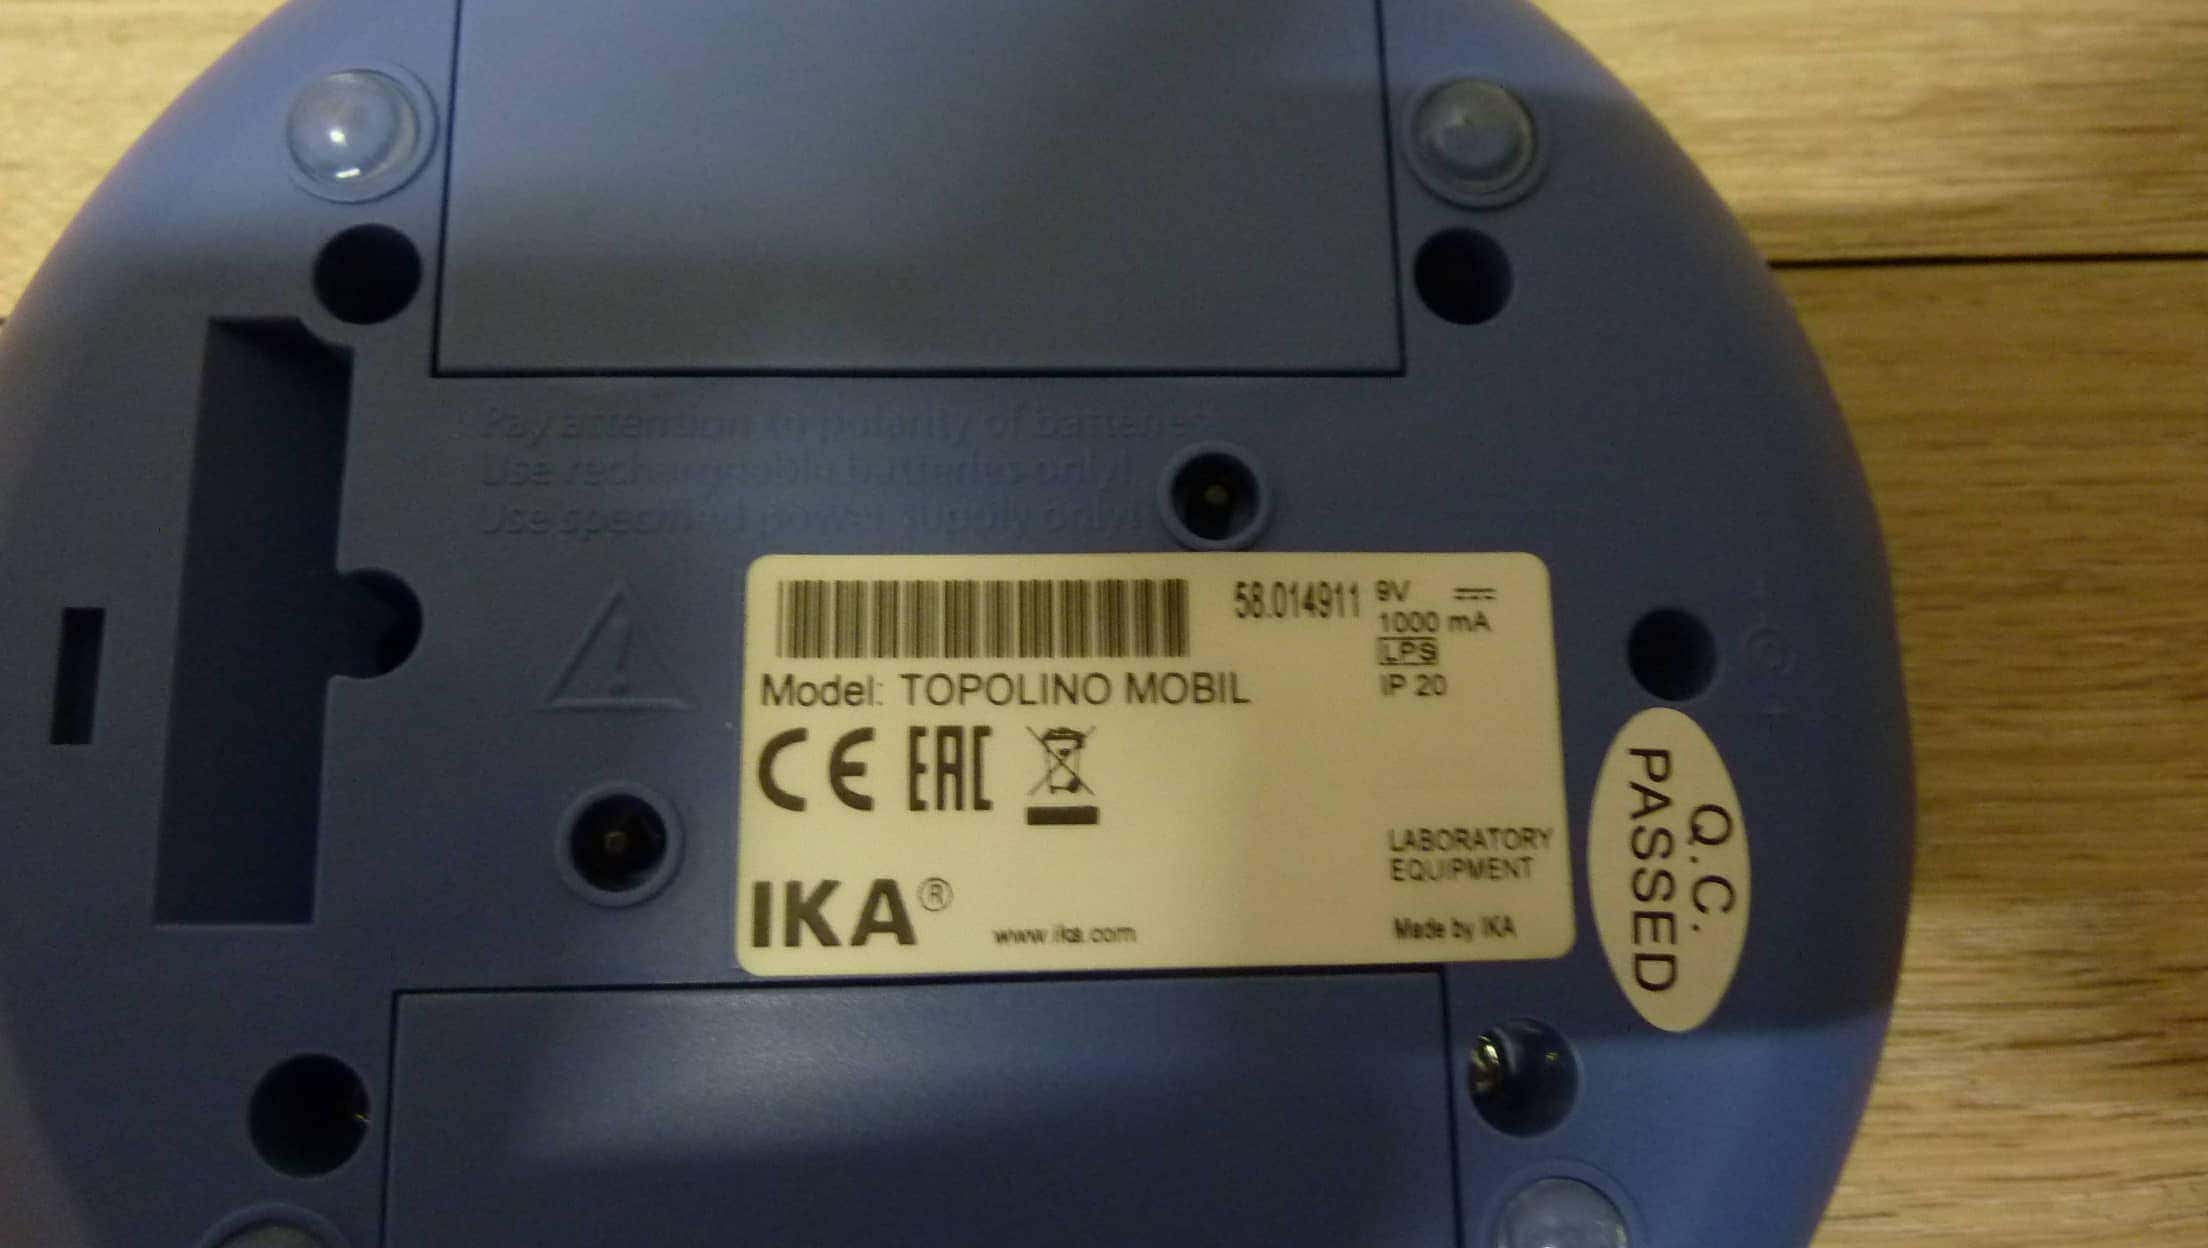 Pay attention to polarity of batteries
Use rechargeable batteries only!
Use specified power supply only!
58.014911
9V
1000 mA
LPS
IP 20
Model: TOPOLINO MOBIL
CE EAC
LABORATORY
EQUIPMENT
IKA®
www.ika.com
Made by IKA
Q.C.
PASSED